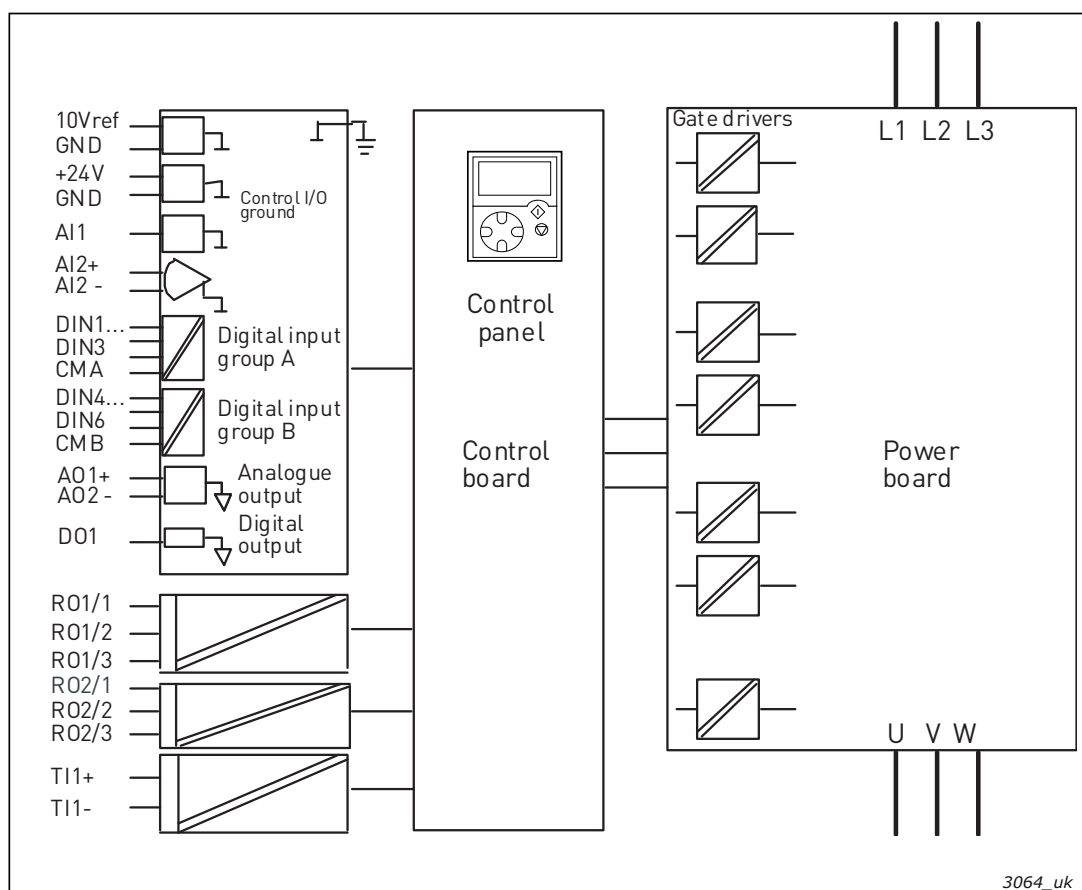 10Vref
GND
+24V
GND
AI1
AI2+
AI2 -
DIN1...
DIN3
CMA
DIN4...
DIN6
CMB
AO1+
AO2 -
DO1
RO1/1
RO1/2
RO1/3
RO2/1
RO2/2
RO2/3
TI1+
TI1-
Control I/O
ground
Digital input
group A
Digital input
group B
Analogue
output
Digital
output
Control
panel
Control
board
Gate drivers
L1 L2 L3
Power
board
U V W
3064_uk